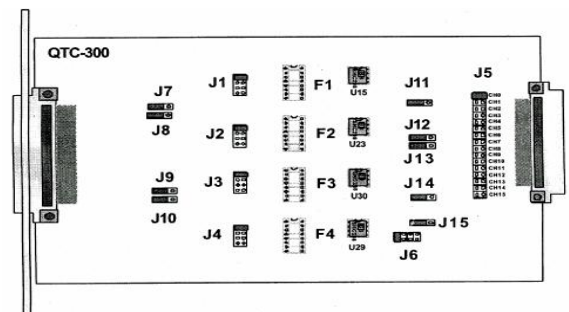 QTC-300
J7
J8
J9
J10
J1
J2
J3
J4
F1
F2
F3
F4
U15
U23
U30
U29
J11
J12
J13
J14
J15
J6
J5
CH0
CH1
CH2
CH3
CH4
CH5
CH6
CH7
CH8
CH9
CH10
CH11
CH12
CH13
CH14
CH15